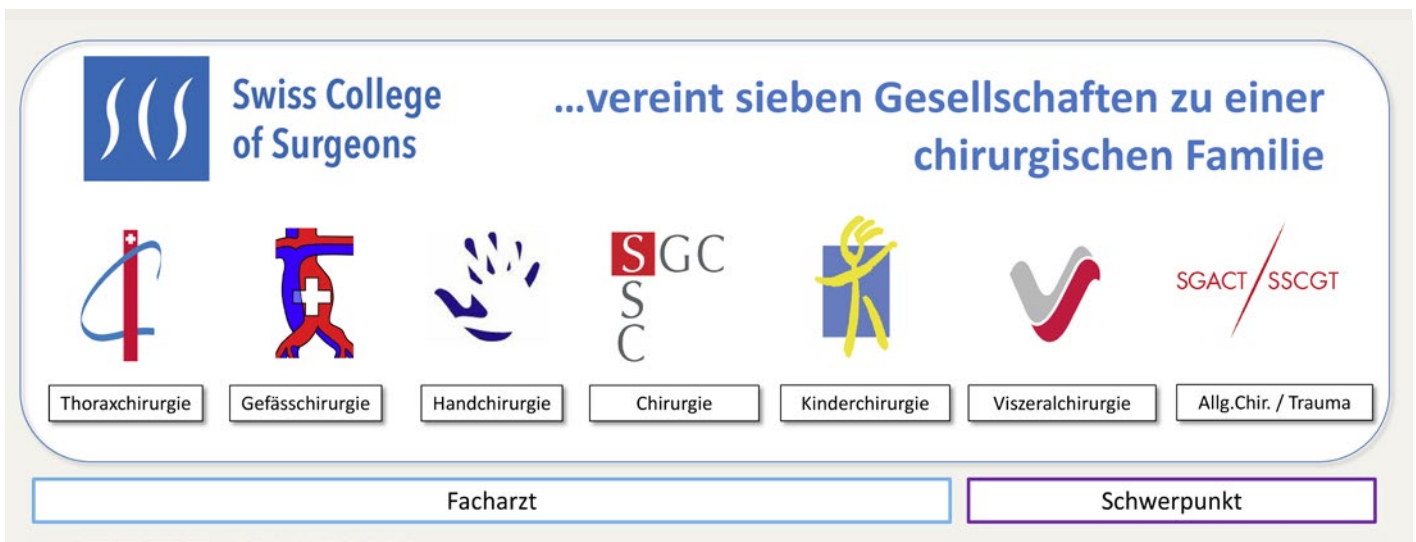 Swiss College
of Surgeons
...vereint sieben Gesellschaften zu einer
chirurgischen Familie
SGC
S
C
SGACT/SSCGT
Thoraxchirurgie
Gefässchirurgie
Handchirurgie
Chirurgie
Kinderchirurgie
Viszeralchirurgie
Allg.Chir. / Trauma
Facharzt
Schwerpunkt